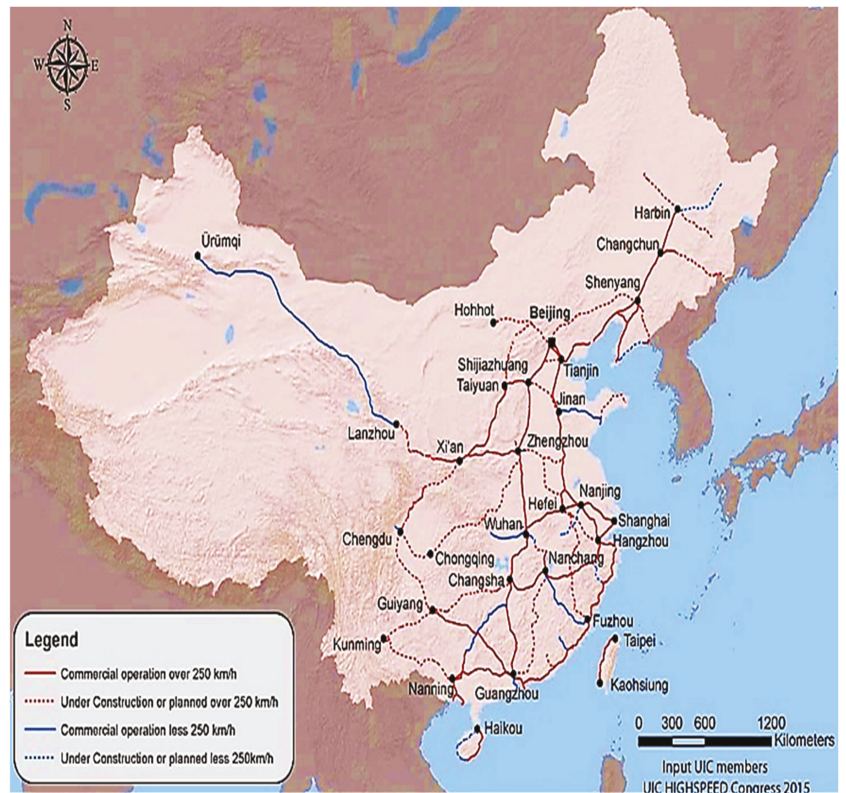 N
W E
S
Harbin
Changchun
Ürümqi
Shenyang
Hohhot
Beijing
Shijiazhuang
Tianjin
Taiyuan
Jinan
Lanzhou
Xi'an
Zhengzhou
Hefei
Nanjing
Wuhan
Shanghai
Chengdu
Hangzhou
Chongqing
Nanchang
Changsha
Guiyang
Fuzhou
Kunming
Taipei
Nanning
Guangzhou
Kaohsiung
Haikou
Legend
Commercial operation over 250 km/h
Under Construction or plannod over 250 km/h
Commercial operation less 250 km/h
Under Construction or planned less 250km/h
0 300 600 1200
Kilometers
Input UIC members
UIC HIGHSPEED Congress 2015